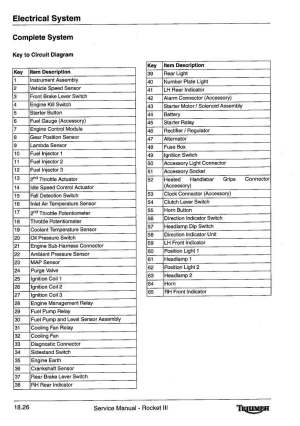 Electrical System
Complete System
Key to Circuit Diagram
Key Item Description
1 Instrument Assembly
2 Vehicle Speed Sensor
3 Front Brake Lever Switch
4 Engine Kill Switch
5 Starter Button
6 Fuel Gauge (Accessory)
7 Engine Control Module
8 Gear Position Sensor
9 Lambda Sensor
10 Fuel Injector 1
11 Fuel Injector 2
12 Fuel Injector 3
13 2nd Throttle Actuator
14 Idle Speed Control Actuator
15 Fall Detection Switch
16 Inlet Air Temperature Sensor
17 2nd Throttle Potentiometer
18 Throttle Potentiometer
19 Coolant Temperature Sensor
20 Oil Pressure Switch
21 Engine Sub-Harness Connector
22 Ambient Pressure Sensor
23 MAP Sensor
24 Purge Valve
25 Ignition Coil 1
26 Ignition Coil 2
27 Ignition Coil 3
28 Engine Management Relay
29 Fuel Pump Relay
30 Fuel Pump and Level Sensor Assembly
31 Cooling Fan Relay
32 Cooling Fan
33 Diagnostic Connector
34 Sidestand Switch
35 Engine Earth
36 Crankshaft Sensor
37 Rear Brake Lever Switch
38 RH Rear Indicator
Key Item Description
39 Rear Light
40 Number Plate Light
41 LH Rear Indicator
42 Alarm Connector (Accessory)
43 Starter Motor / Solenoid Assembly
44 Battery
45 Starter Relay
46 Rectifier / Regulator
47 Alternator
48 Fuse Box
49 Ignition Switch
50 Accessory Light Connector
51 Accessory Socket
52 Heated Handlebar Grips Connector
(Accessory)
53 Clock Connector (Accessory)
54 Clutch Lever Switch
55 Horn Button
56 Direction Indicator Switch
57 Headlamp Dip Switch
58 Direction Indicator Unit
59 LH Front Indicator
60 Position Light 1
61 Headlamp 1
62 Position Light 2
63 Headlamp 2
64 Horn
65 RH Front Indicator
18.26 Service Manual - Rocket III TRIUMPH